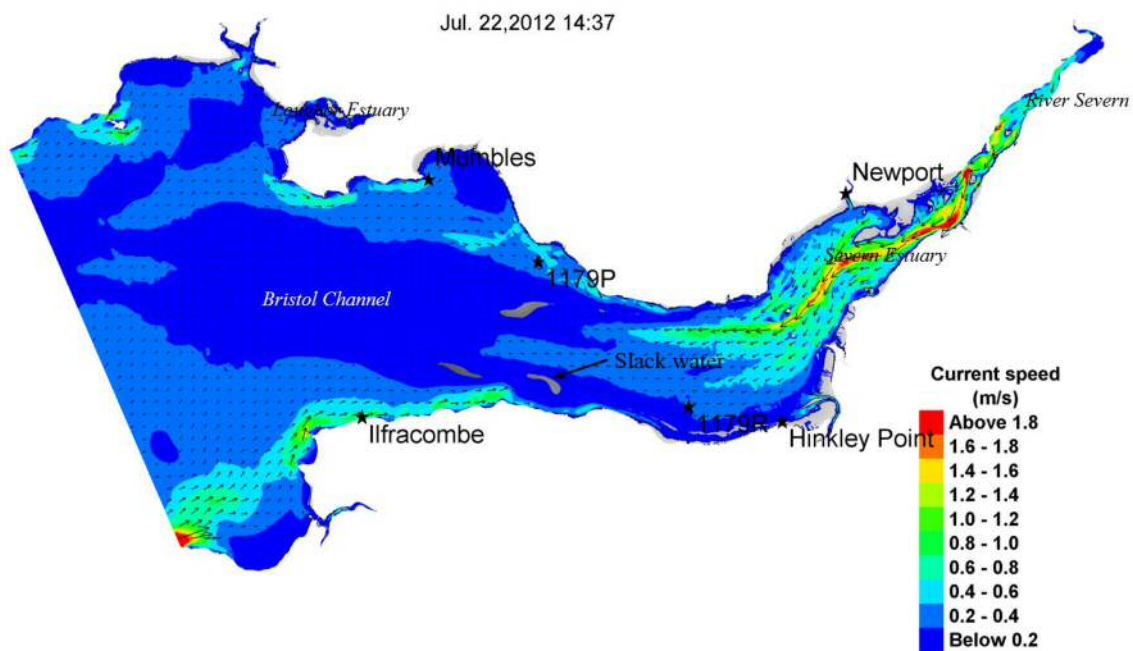 Jul. 22,2012 14:37
River Severn
Estuary
Mumbles
Newport
Severn Estuary
1179P
Bristol Channel
Slack water
1179R
Ilfracombe
Hinkley Point
Current speed
(m/s)
Above 1.8
1.6 - 1.8
1.4 - 1.6
1.2 - 1.4
1.0 - 1.2
0.8 - 1.0
0.6 - 0.8
0.4 - 0.6
0.2 - 0.4
Below 0.2